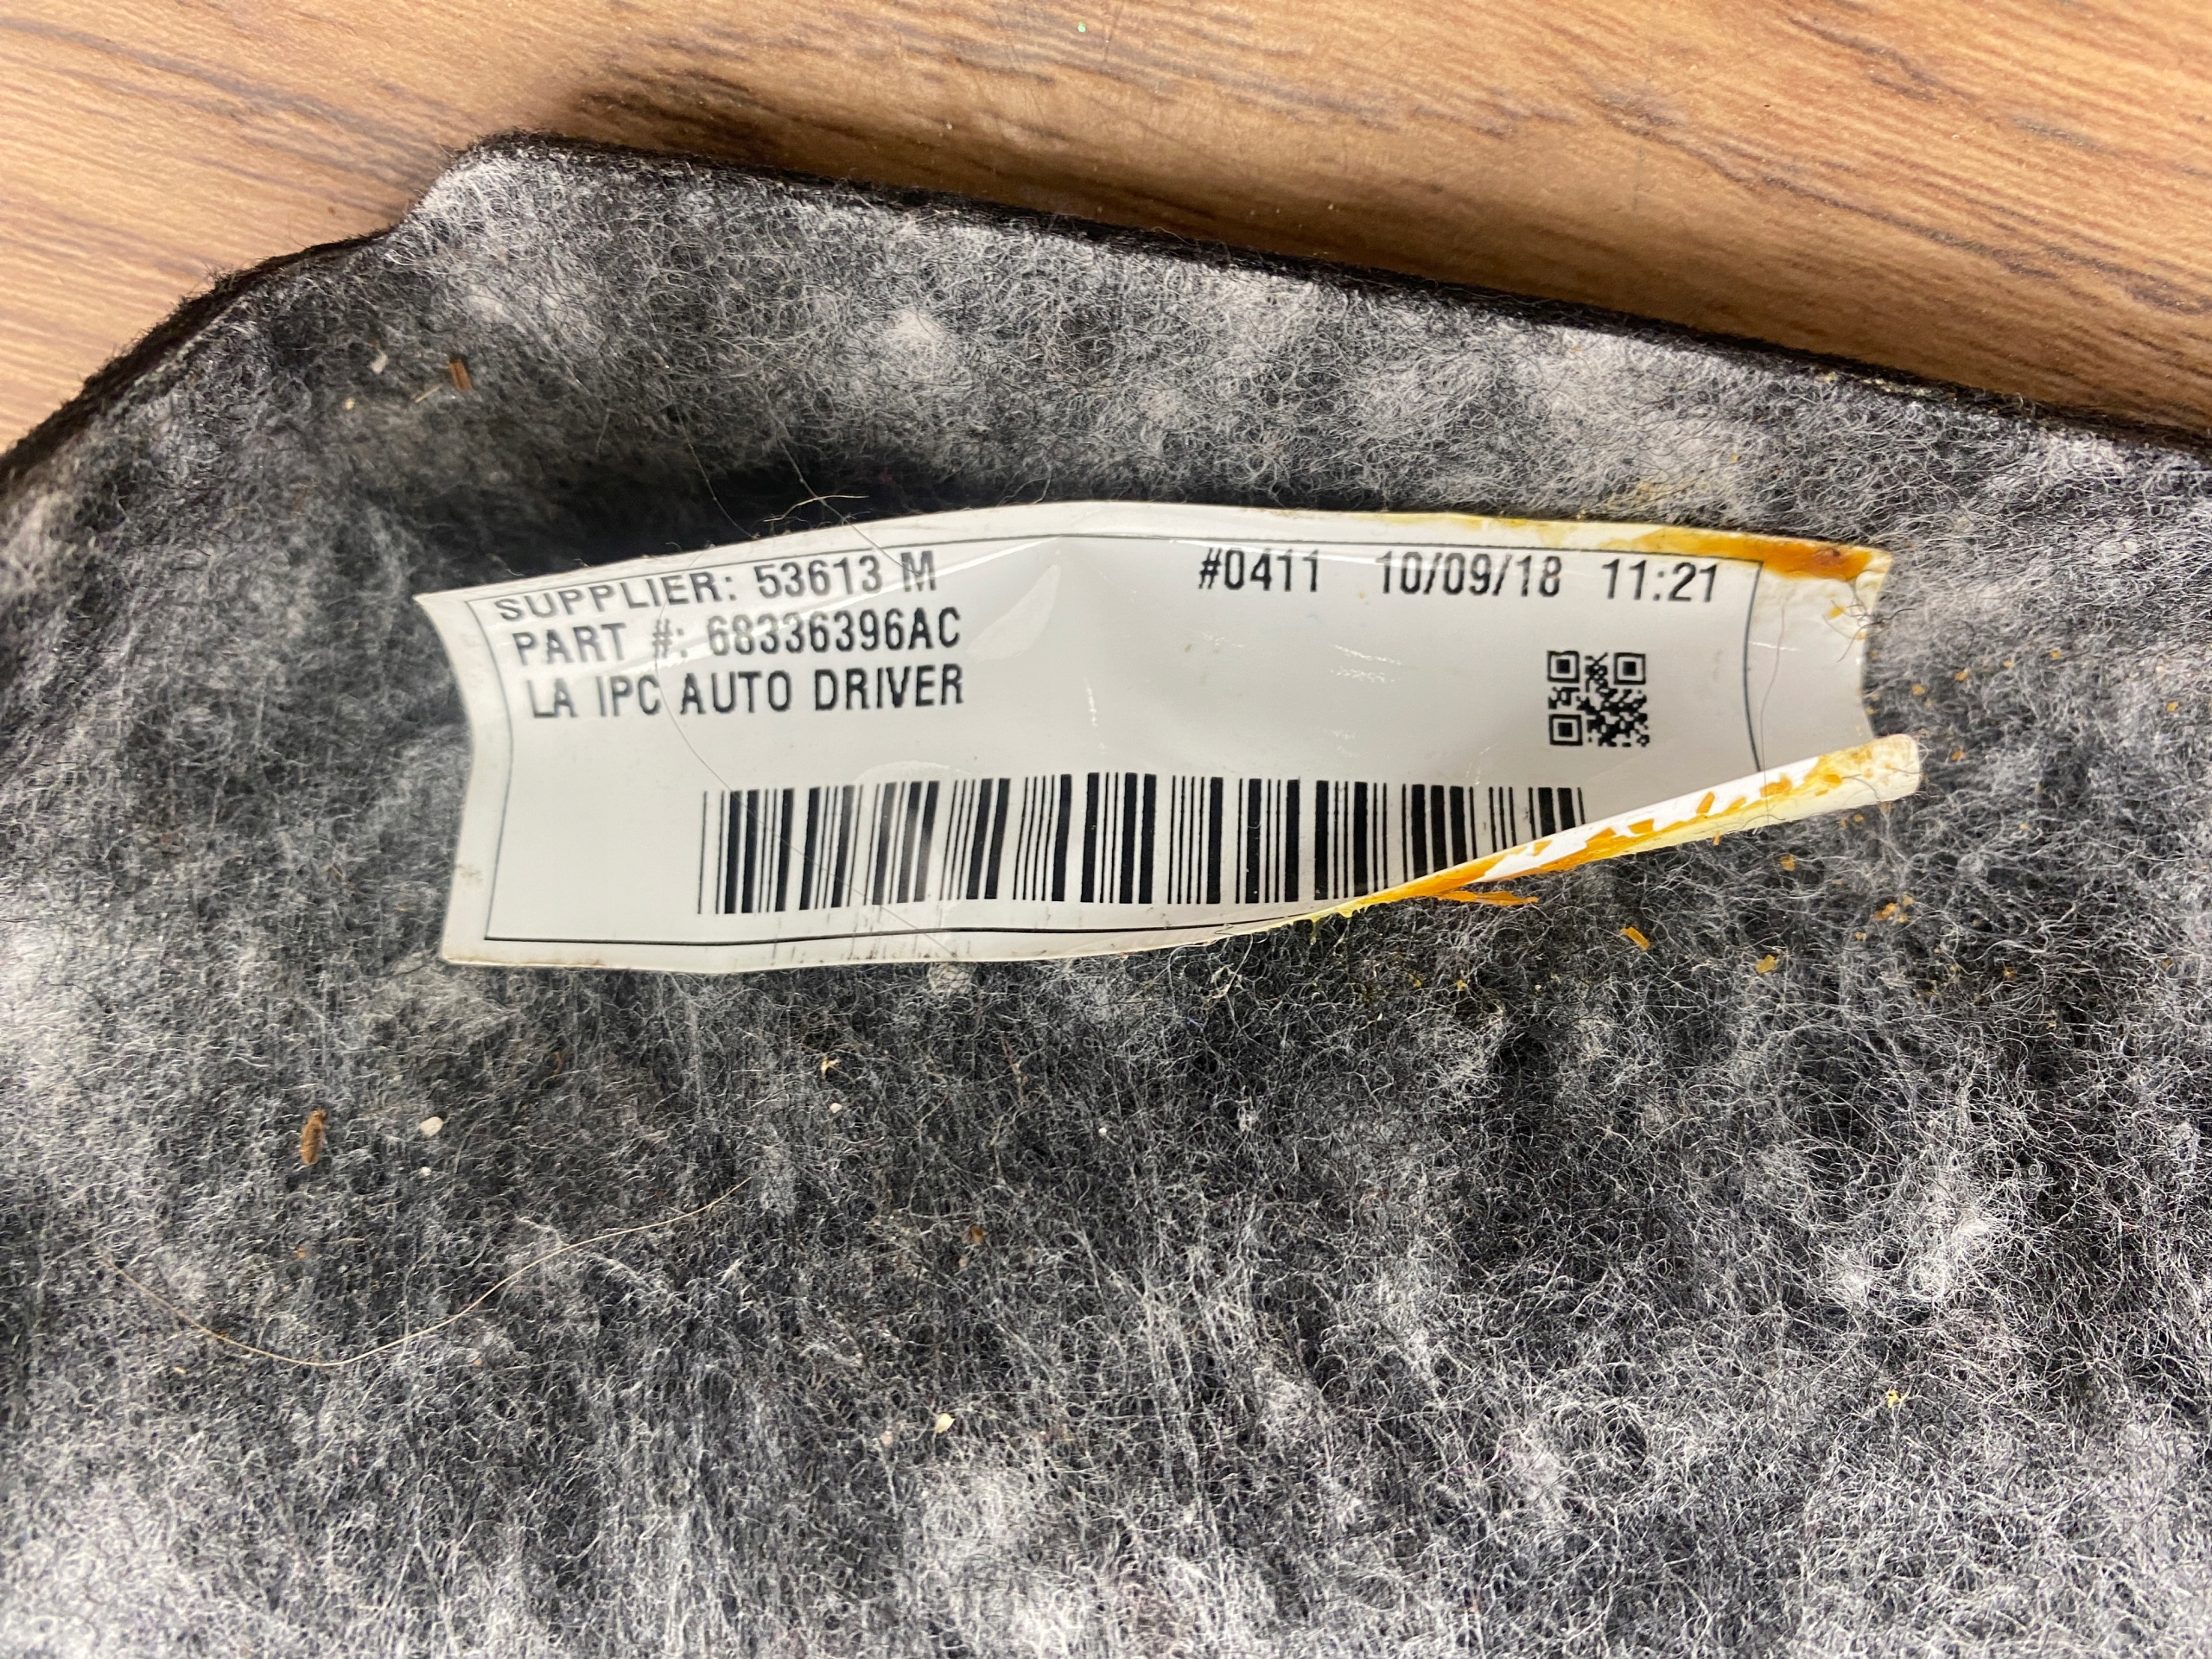 SUPPLIER: 53613 M #0411 10/09/18 11:21
PART #: 68336396AC
LA IPC AUTO DRIVER